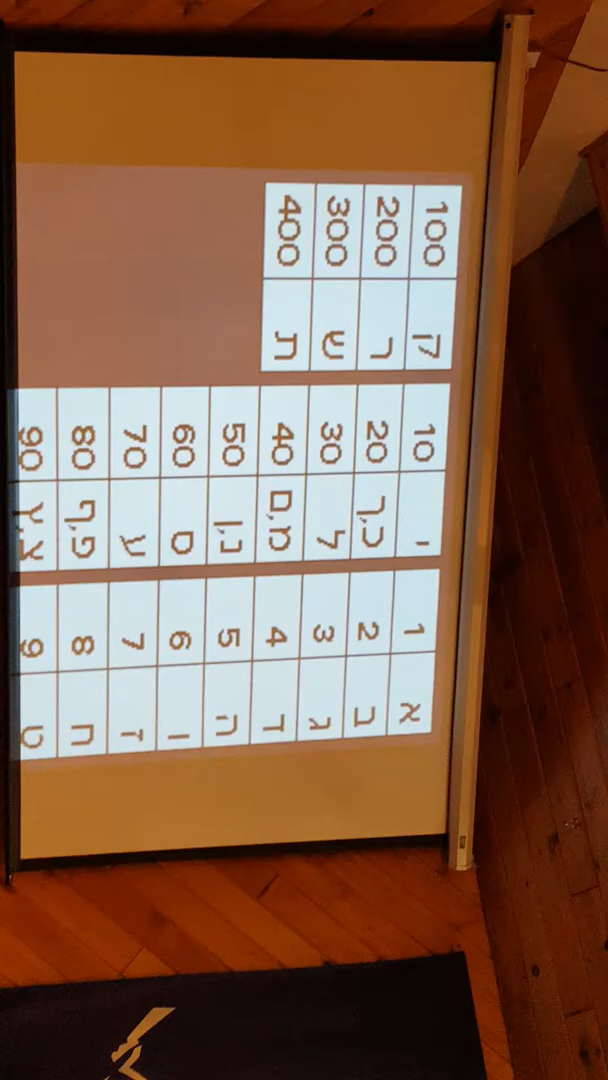 א 1 י 10 ק 100
ב 2 כ,ך 20 ר 200
ג 3 ל 30 ש 300
ד 4 מ,ם 40 ת 400
ה 5 נ,ן 50
ו 6 ס 60
ז 7 ע 70
ח 8 פ,ף 80
ט 9 צ,ץ 90